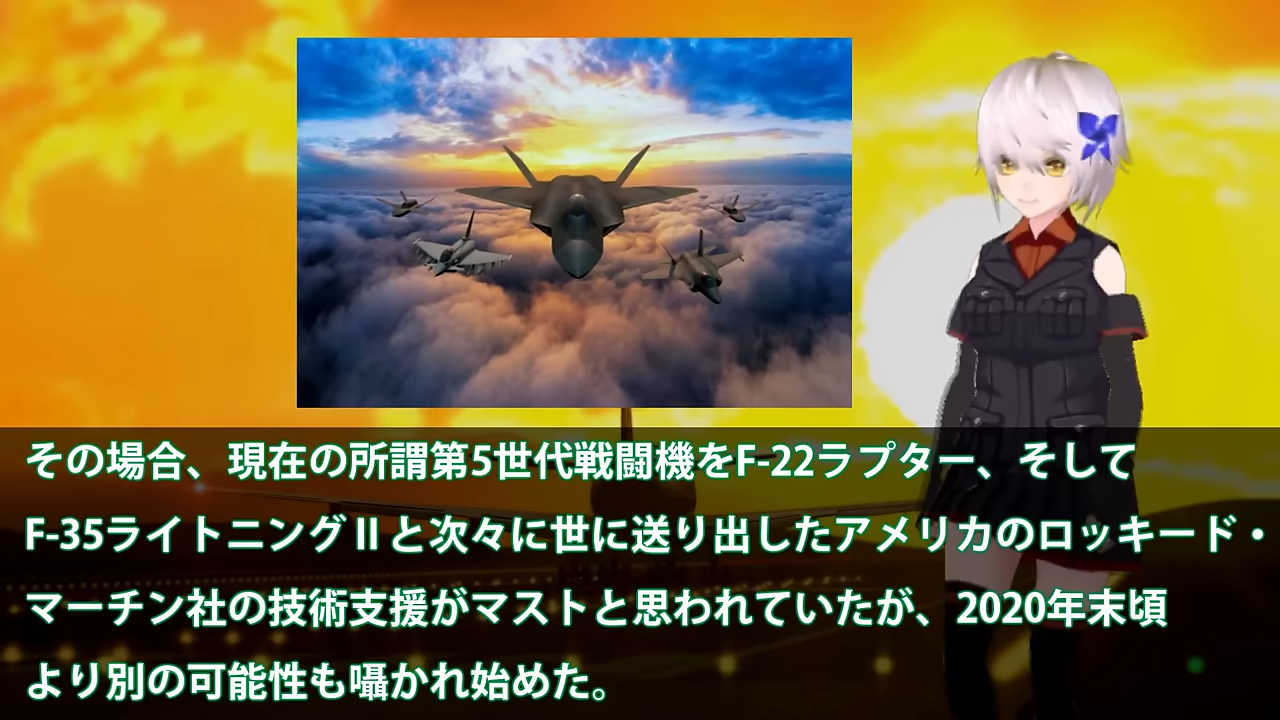 その場合、現在の所謂第5世代戦闘機をF-22ラプター、そして
F-35ライトニングⅡと次々に世に送り出したアメリカのロッキード・
マーチン社の技術支援がマストと思われていたが、2020年末頃
より別の可能性も囁かれ始めた。